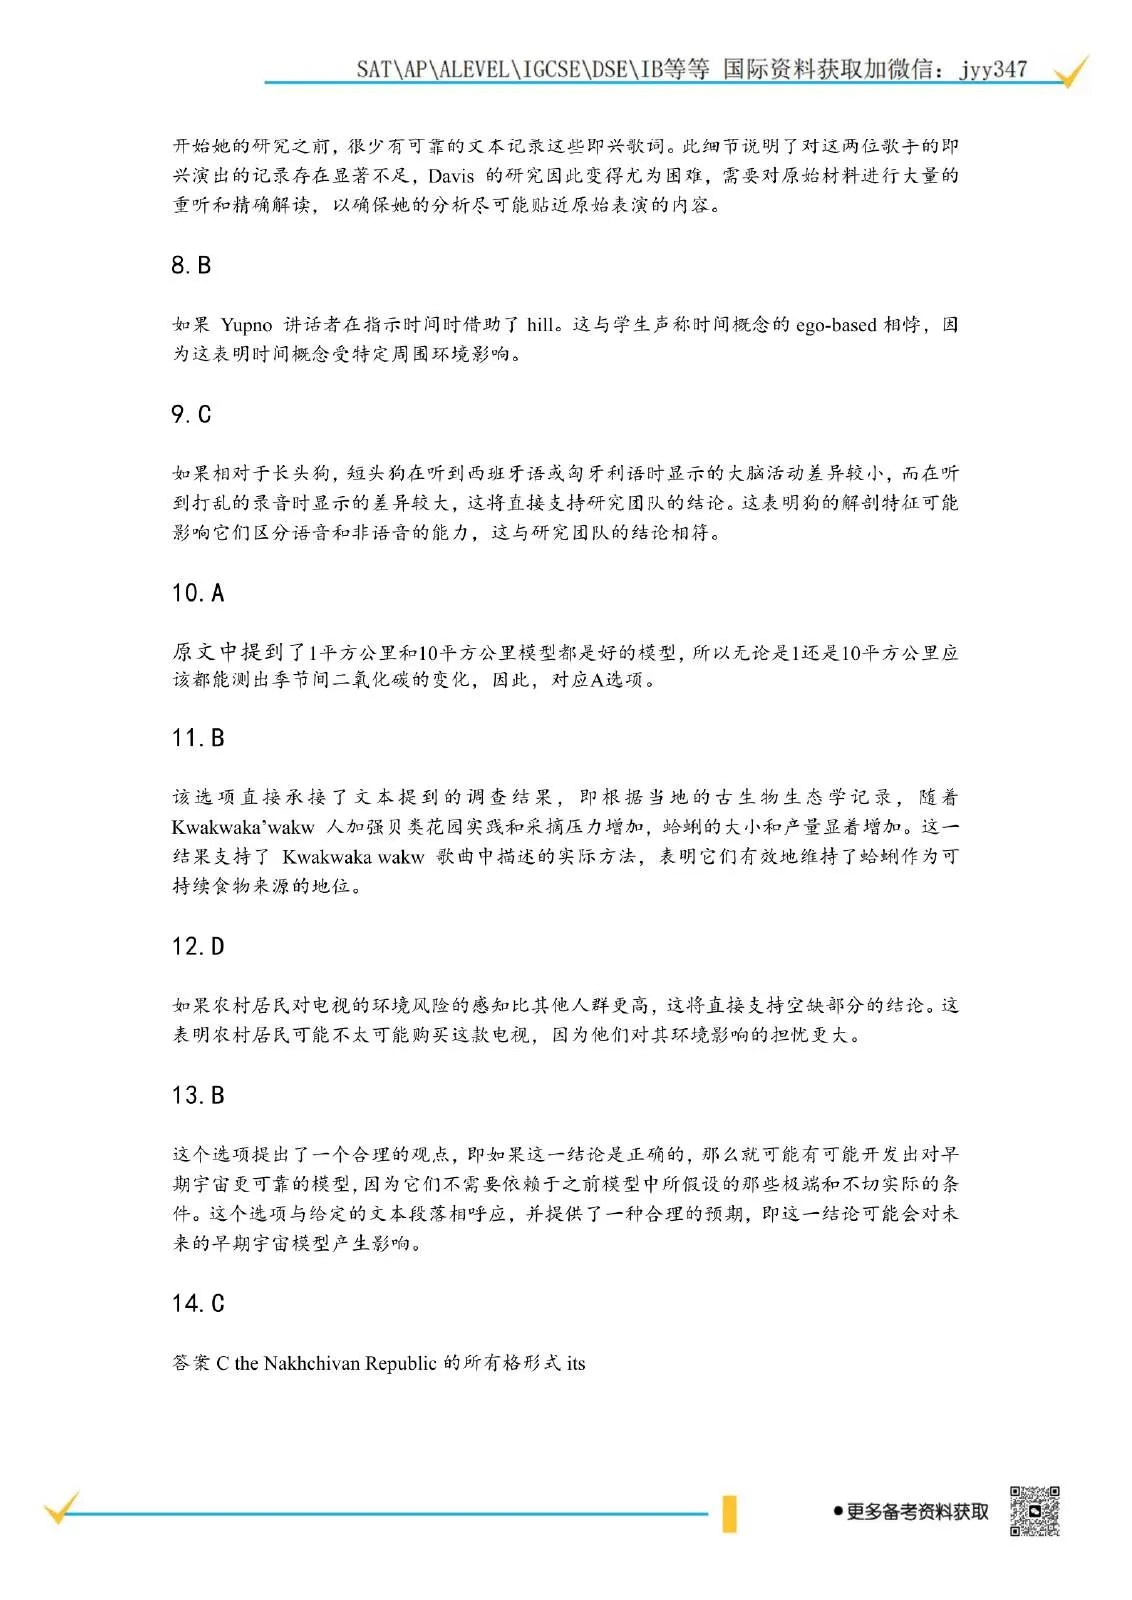 SAT\AP\ALEVEL\IGCSE\DSE\IB等等 国际资料获取加微信：jyy347
开始她的研究之前，很少有可靠的文本记录这些即兴歌词。此细节说明了对这两位歌手的即
兴演出的记录存在显著不足，Davis 的研究因此变得尤为困难，需要对原始材料进行大量的
重听和精确解读，以确保她的分析尽可能贴近原始表演的内容。
8. B
如果 Yupno 讲话者在指示时间时借助了 hill。这与学生声称时间概念的 ego-based 相悖，因
为这表明时间概念受特定周围环境影响。
9. C
如果相对于长头狗，短头狗在听到西班牙语或匈牙利语时显示的大脑活动差异较小，而在听
到打乱的录音时显示的差异较大，这将直接支持研究团队的结论。这表明狗的解剖特征可能
影响它们区分语音和非语音的能力，这与研究团队的结论相符。
10. A
原文中提到了1平方公里和10平方公里模型都是好的模型，所以无论是1还是10平方公里应
该都能测出季节间二氧化碳的变化，因此，对应A选项。
11. B
该选项直接承接了文本提到的调查结果，即根据当地的古生物生态学记录，随着
Kwakwaka’wakw 人加强贝类花园实践和采摘压力增加，蛤蜊的大小和产量显着增加。这一
结果支持了 Kwakwaka wakw 歌曲中描述的实际方法，表明它们有效地维持了蛤蜊作为可
持续食物来源的地位。
12. D
如果农村居民对电视的环境风险的感知比其他人群更高，这将直接支持空缺部分的结论。这
表明农村居民可能不太可能购买这款电视，因为他们对其环境影响的担忧更大。
13. B
这个选项提出了一个合理的观点，即如果这一结论是正确的，那么就可能有可能开发出对早
期宇宙更可靠的模型，因为它们不需要依赖于之前模型中所假设的那些极端和不切实际的条
件。这个选项与给定的文本段落相呼应，并提供了一种合理的预期，即这一结论可能会对未
来的早期宇宙模型产生影响。
14. C
答案 C the Nakhchivan Republic 的所有格形式 its
●更多备考资料获取